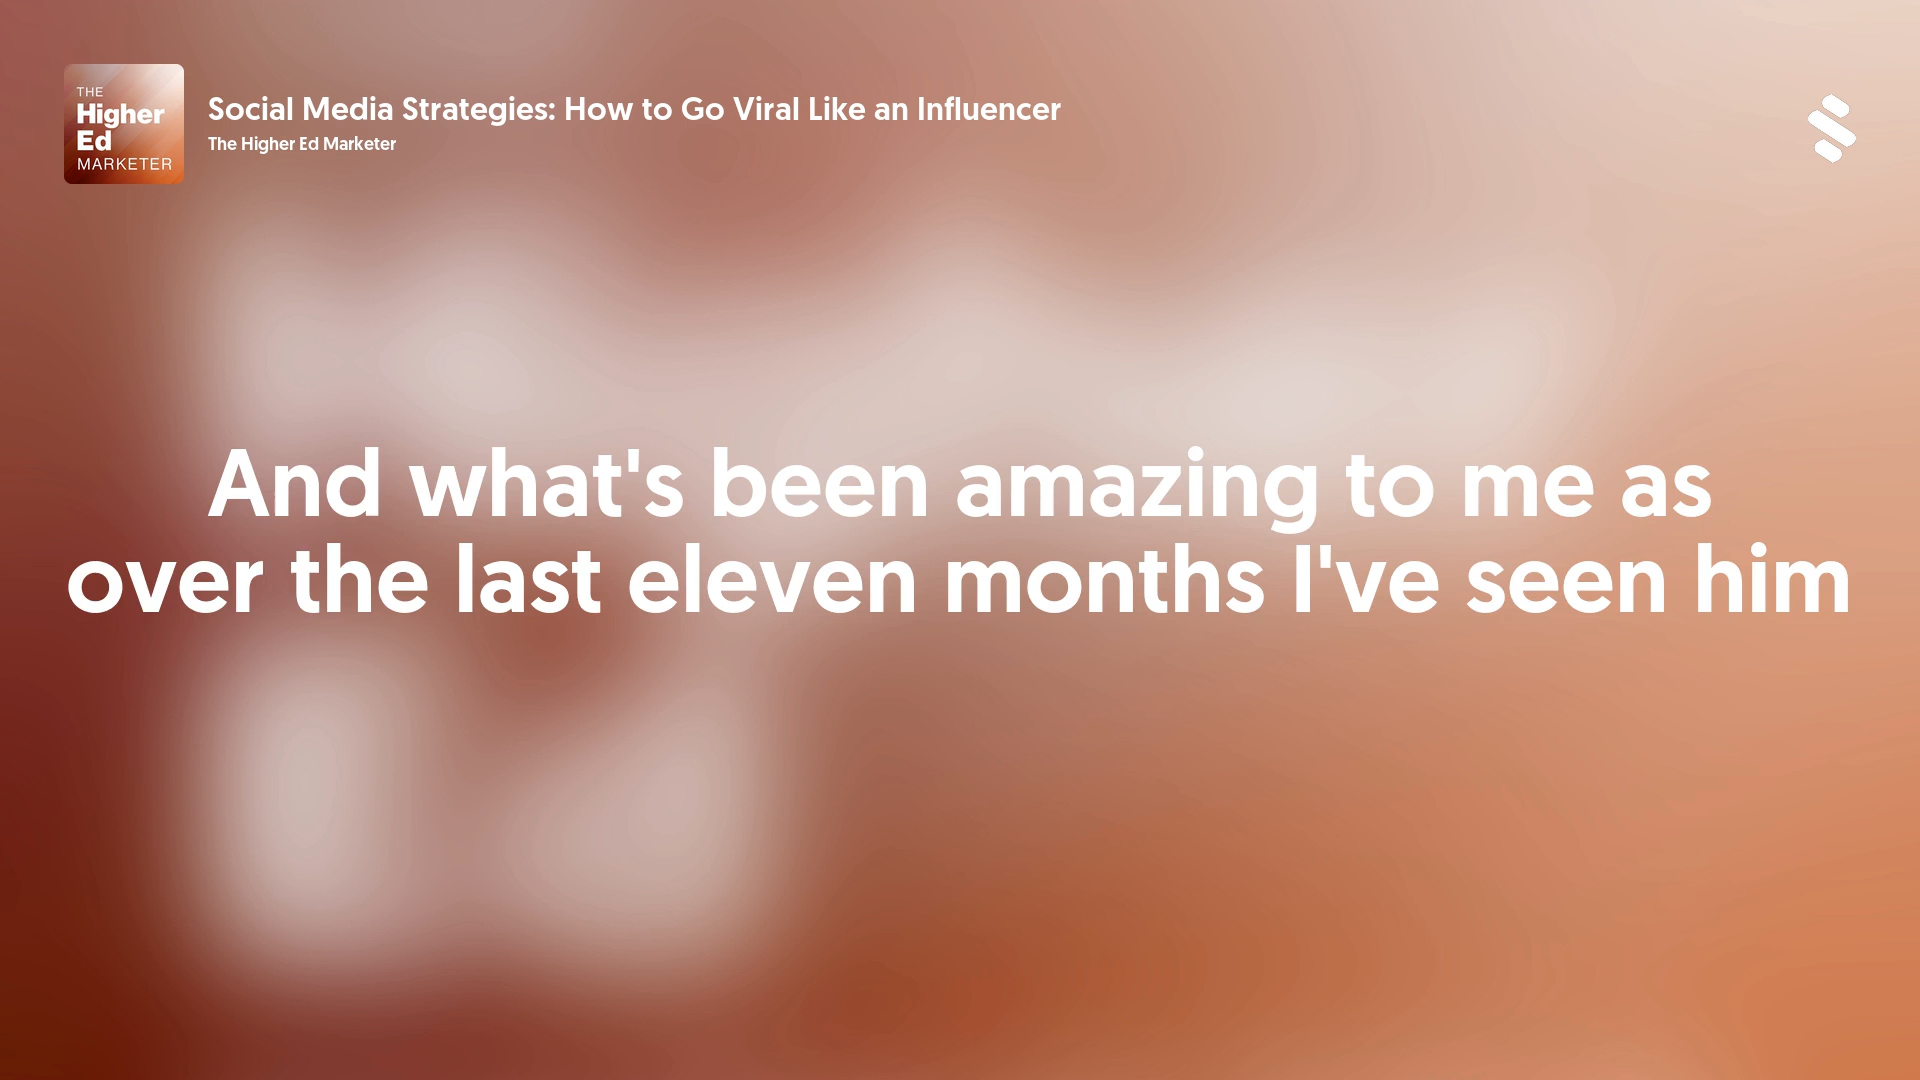 THE
Higher
Ed
MARKETER
Social Media Strategies: How to Go Viral Like an Influencer
The Higher Ed Marketer
And what's been amazing to me as
over the last eleven months I've seen him